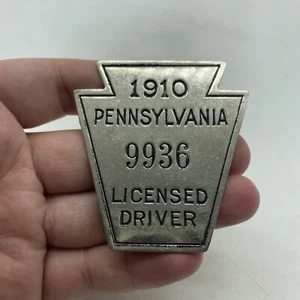 1910
PENNSYLVANIA
9936
LICENSED
DRIVER